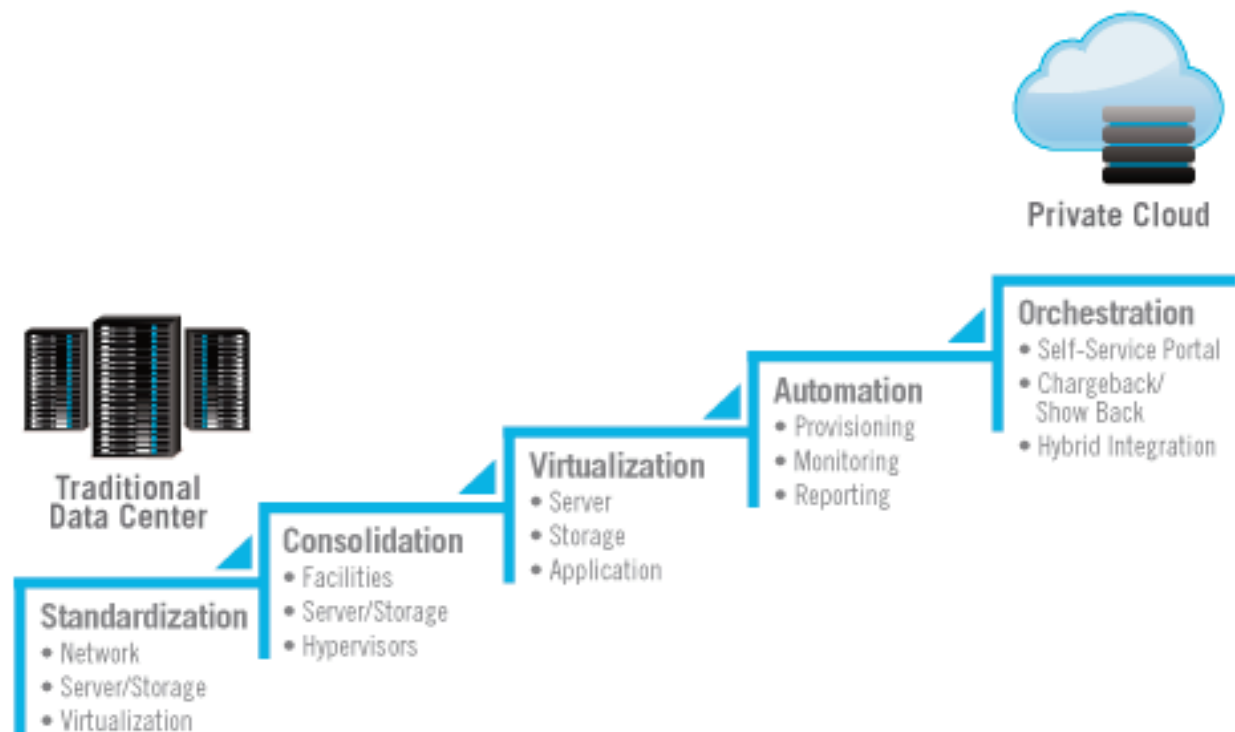 Private Cloud
Traditional
Data Center
Standardization
• Network
• Server/Storage
• Virtualization
Consolidation
• Facilities
• Server/Storage
• Hypervisors
Virtualization
• Server
• Storage
• Application
Automation
• Provisioning
• Monitoring
• Reporting
Orchestration
• Self-Service Portal
• Chargeback/
Show Back
• Hybrid Integration